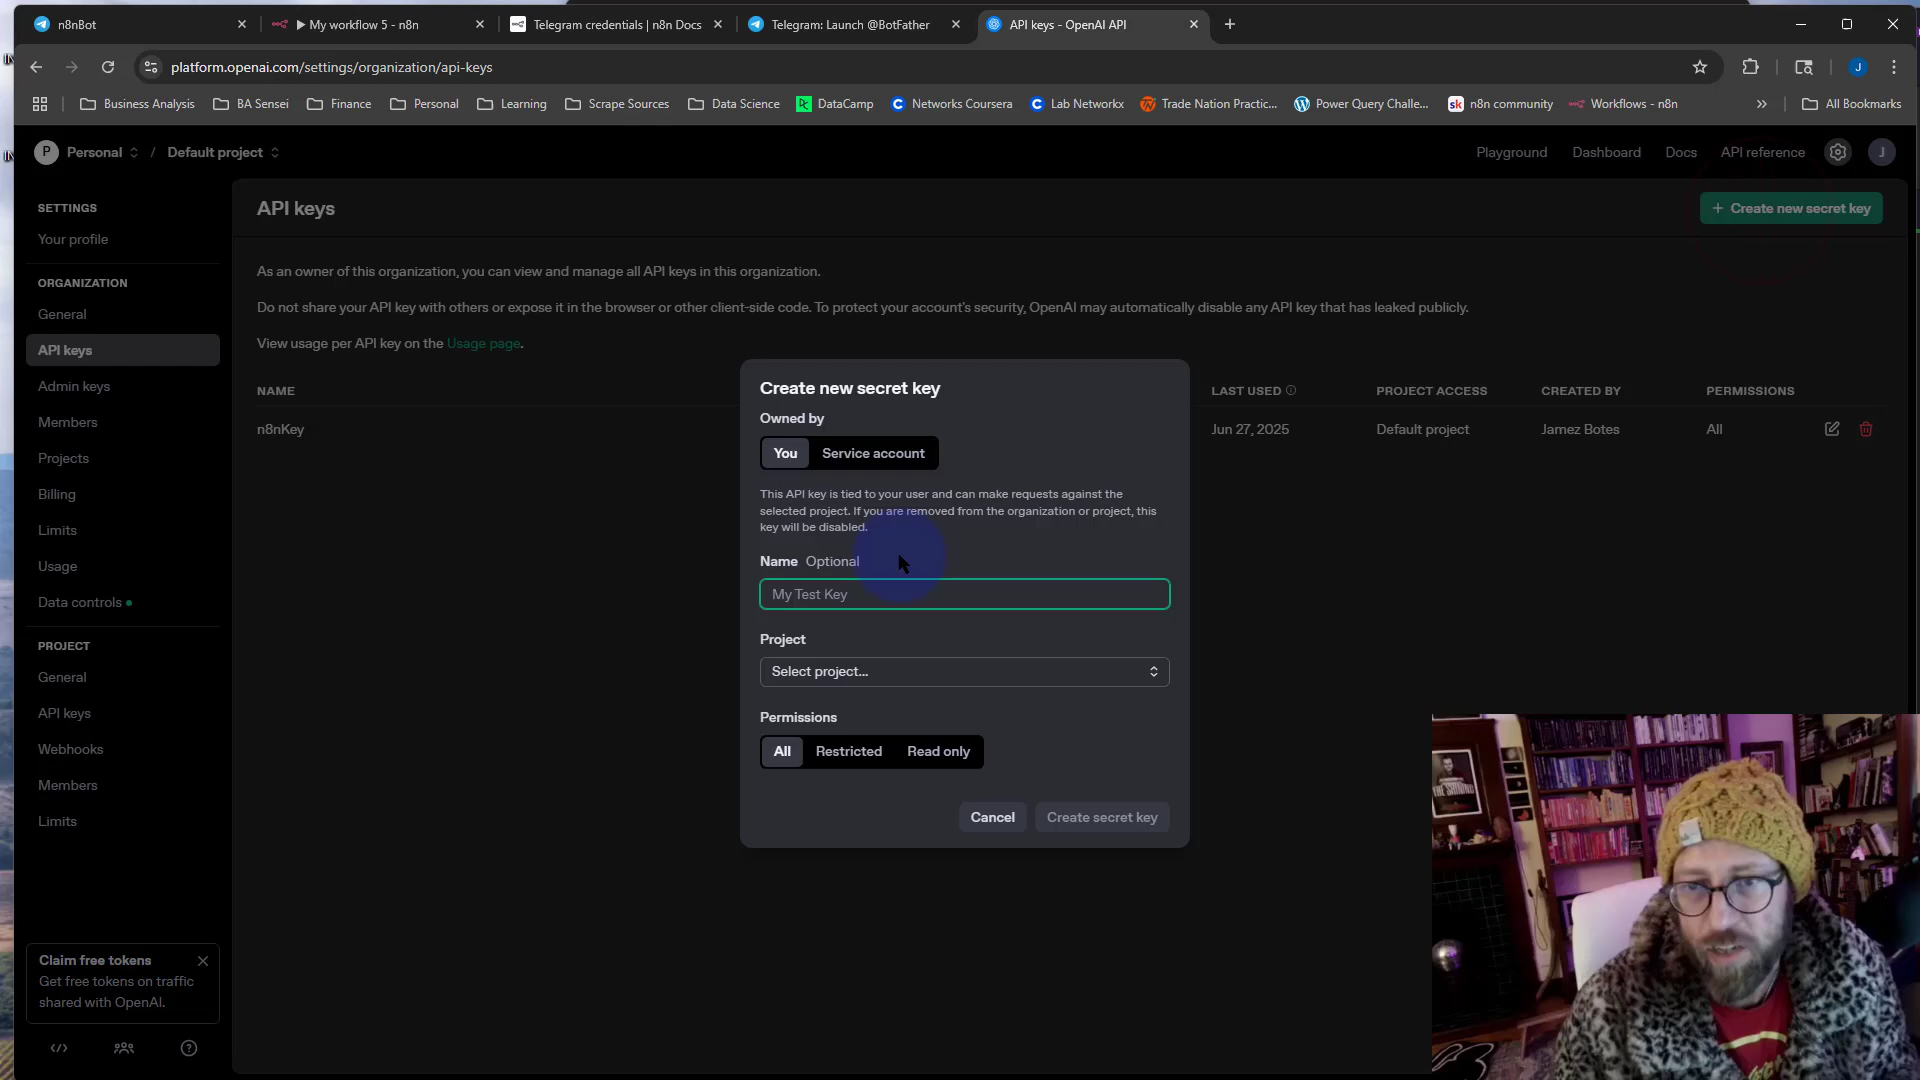 n8nBot
▶ My workflow 5 - n8n
Telegram credentials | n8n Docs
Telegram: Launch @BotFather
API keys - OpenAI API
platform.openai.com/settings/organization/api-keys
J
Business Analysis
BA Sensei
Finance
Personal
Learning
Scrape Sources
Data Science
DataCamp
Networks Coursera
Lab Networkx
Trade Nation Practic...
Power Query Challe...
sk
n8n community
Workflows - n8n
All Bookmarks
P
Personal
/
Default project
Playground
Dashboard
Docs
API reference
J
SETTINGS
Your profile
ORGANIZATION
General
API keys
Admin keys
Members
Projects
Billing
Limits
Usage
Data controls
PROJECT
General
API keys
Webhooks
Members
Limits
Claim free tokens
Get free tokens on traffic
shared with OpenAI.
API keys
+ Create new secret key
As an owner of this organization, you can view and manage all API keys in this organization.
Do not share your API key with others or expose it in the browser or other client-side code. To protect your account's security, OpenAI may automatically disable any API key that has leaked publicly.
View usage per API key on the Usage page.
NAME
LAST USED
PROJECT ACCESS
CREATED BY
PERMISSIONS
n8nKey
Jun 27, 2025
Default project
Jamez Botes
All
Create new secret key
Owned by
You
Service account
This API key is tied to your user and can make requests against the
selected project. If you are removed from the organization or project, this
key will be disabled.
Name Optional
My Test Key
Project
Select project...
Permissions
All
Restricted
Read only
Cancel
Create secret key